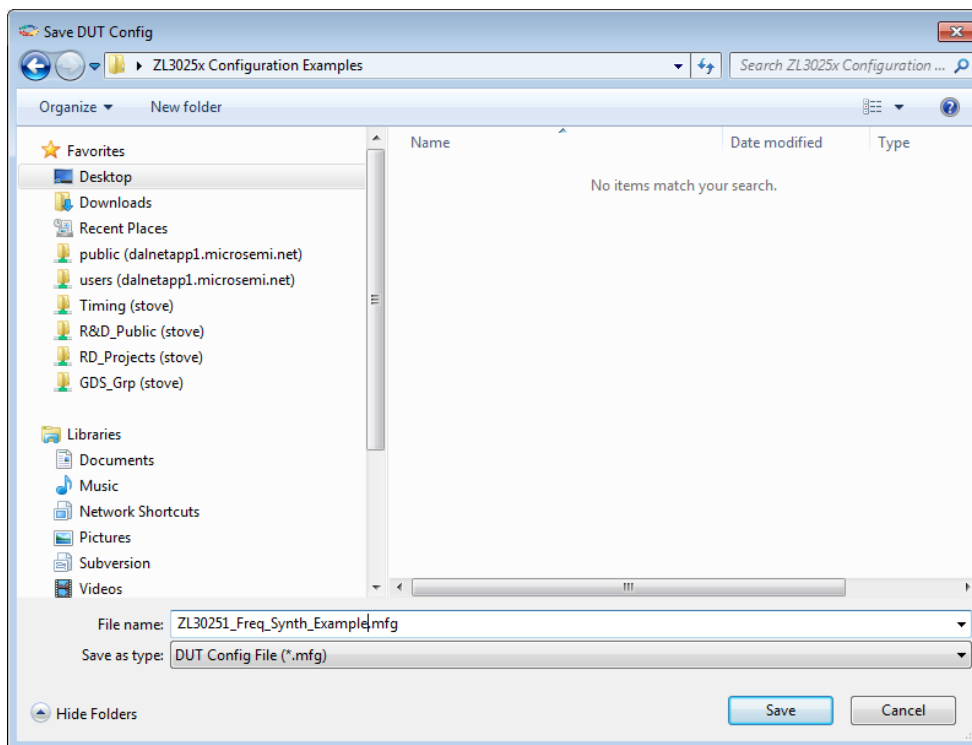 Save DUT Config
ZL3025x Configuration Examples
Search ZL3025x Configuration ...
Organize
New folder
Favorites
Desktop
Downloads
Recent Places
public (dalnetapp1.microsemi.net)
users (dalnetapp1.microsemi.net)
Timing (stove)
R&D_Public (stove)
RD_Projects (stove)
GDS_Grp (stove)
Libraries
Documents
Music
Network Shortcuts
Pictures
Subversion
Videos
Name
Date modified
Type
No items match your search.
File name: ZL30251_Freq_Synth_Example.mfg
Save as type: DUT Config File (*.mfg)
Hide Folders
Save
Cancel